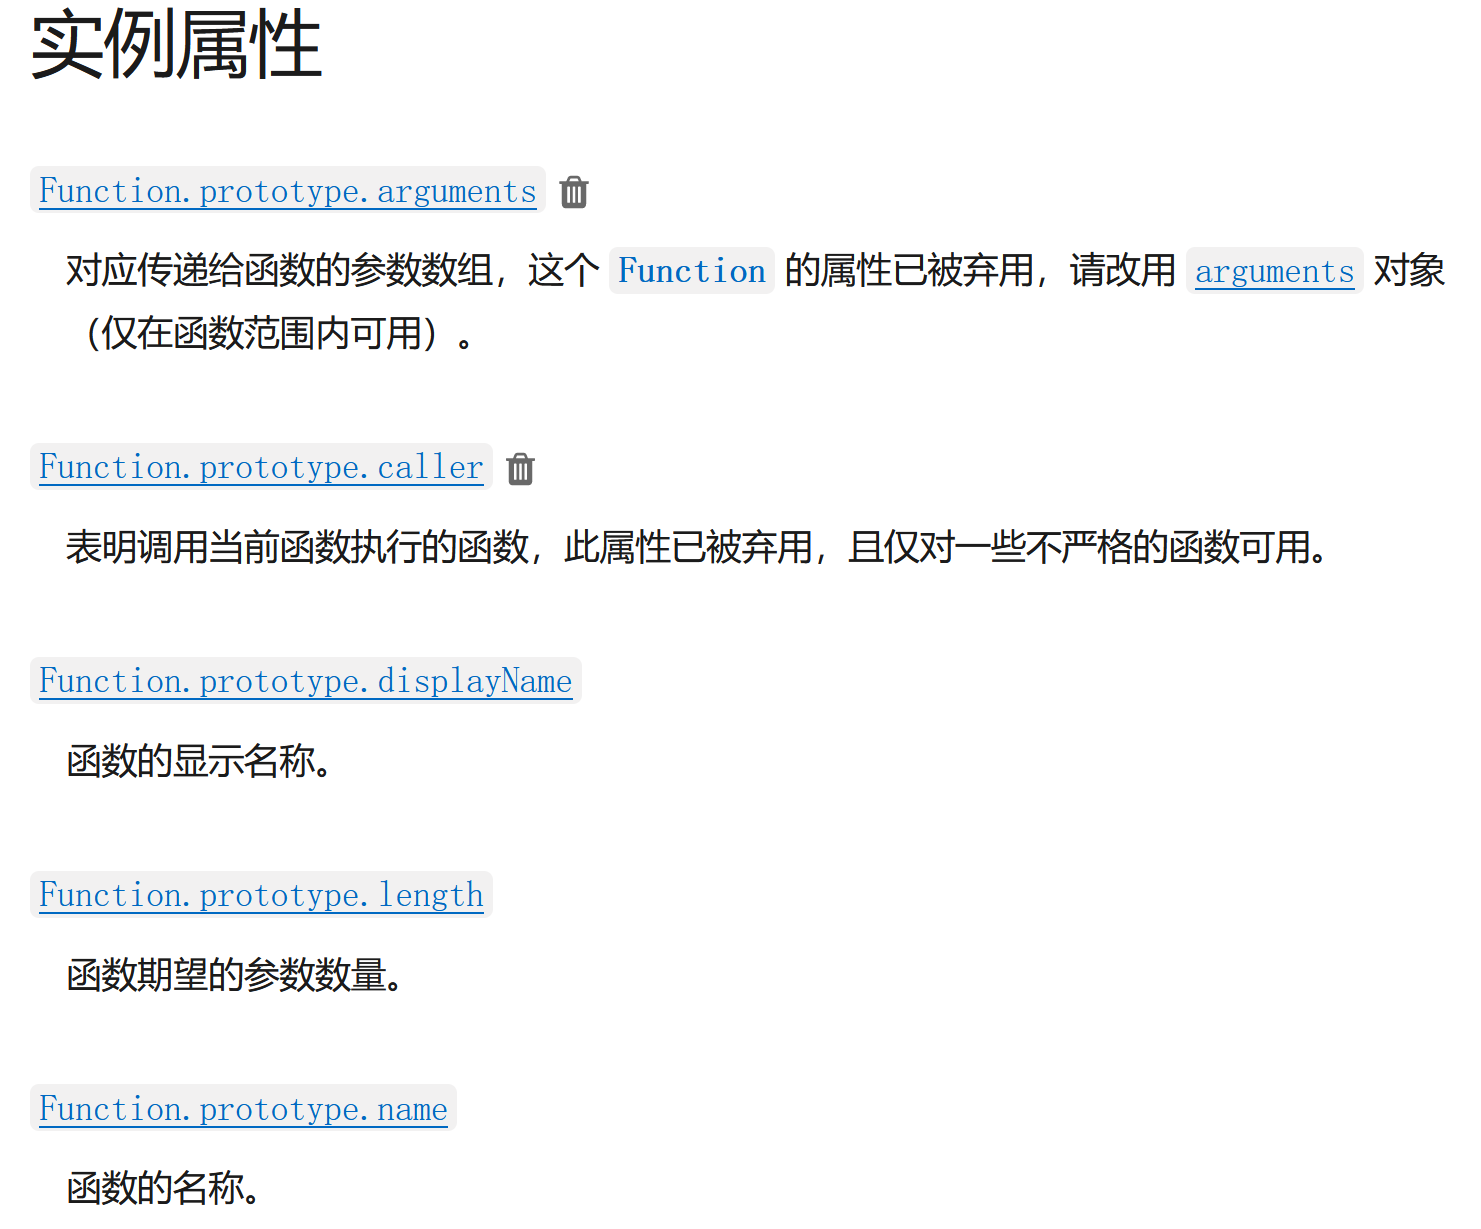 实例属性
Function.prototype.arguments
对应传递给函数的参数数组，这个 Function 的属性已被弃用，请改用 arguments 对象
（仅在函数范围内可用）。
Function.prototype.caller
表明调用当前函数执行的函数，此属性已被弃用，且仅对一些不严格的函数可用。
Function.prototype.displayName
函数的显示名称。
Function.prototype.length
函数期望的参数数量。
Function.prototype.name
函数的名称。